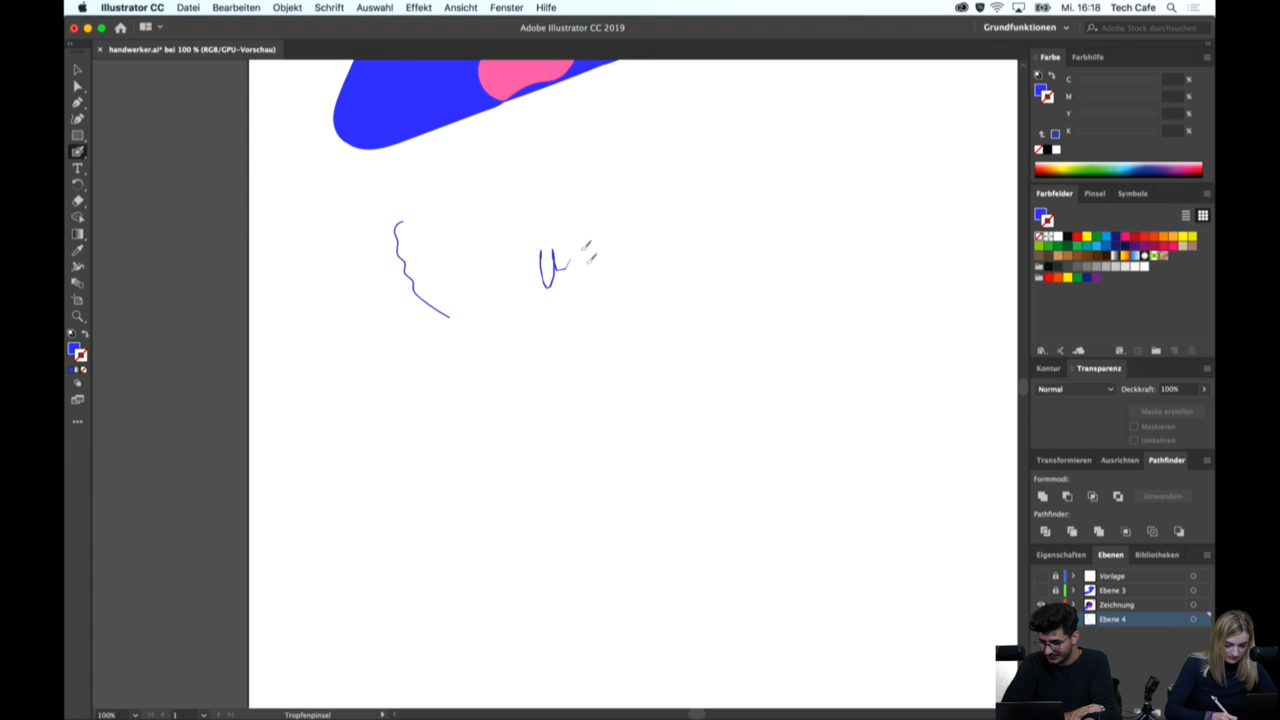 Illustrator CC Datei Bearbeiten Objekt Schrift Auswahl Effekt Ansicht Fenster Hilfe Mi. 16:18 Tech Cafe
Adobe Illustrator CC 2019
Grundfunktionen
Adobe Stock durchsuchen
handwerker.ai* bei 100 % (RGB/GPU-Vorschau)
Farbe Farbhilfe
C %
M %
Y %
K %
Farbfelder Pinsel Symbole
Kontur Transparenz
Normal Deckkraft: 100%
Maske erstellen
Maskieren
Umkehren
Transformieren Ausrichten Pathfinder
Formmodi:
Umwandeln
Pathfinder:
Eigenschaften Ebenen Bibliotheken
Vorlage
Ebene 3
Zeichnung
Ebene 4
100% 1 Tropfenpinsel